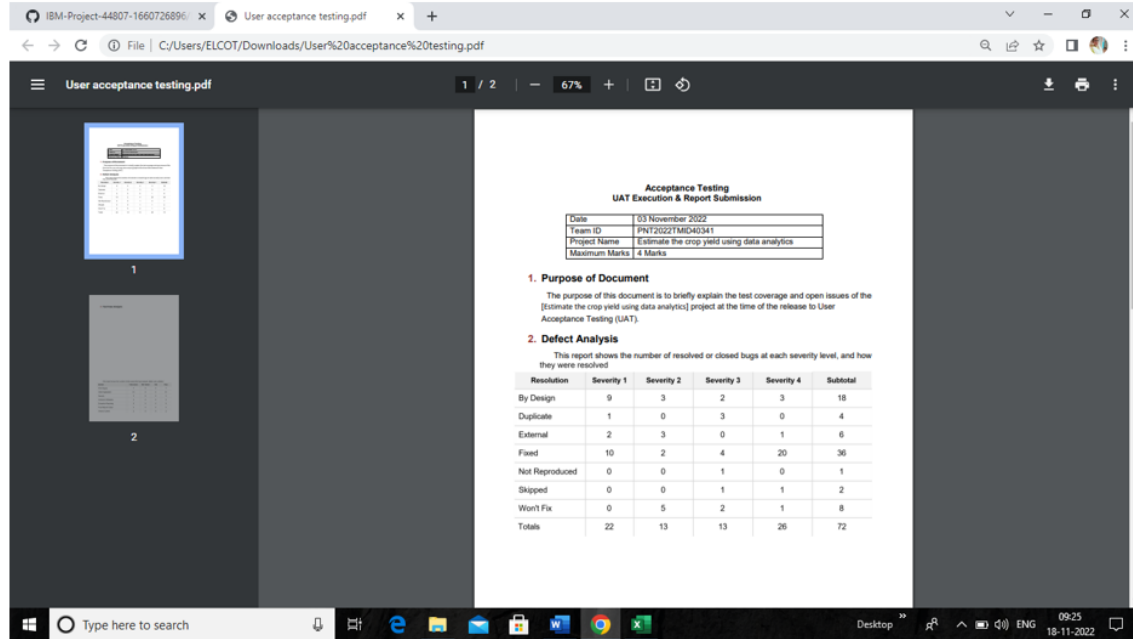 IBM-Project-44807-1660726896/
User acceptance testing.pdf
File
C:/Users/ELCOT/Downloads/User%20acceptance%20testing.pdf
User acceptance testing.pdf
1 / 2
67%
1
2
Acceptance Testing
UAT Execution & Report Submission
Date 03 November 2022
Team ID PNT2022TMID40341
Project Name Estimate the crop yield using data analytics
Maximum Marks 4 Marks
1. Purpose of Document
The purpose of this document is to briefly explain the test coverage and open issues of the
[Estimate the crop yield using data analytics] project at the time of the release to User
Acceptance Testing (UAT).
2. Defect Analysis
This report shows the number of resolved or closed bugs at each severity level, and how
they were resolved
Resolution Severity 1 Severity 2 Severity 3 Severity 4 Subtotal
By Design 9 3 2 3 18
Duplicate 1 0 3 0 4
External 2 3 0 1 6
Fixed 10 2 4 20 36
Not Reproduced 0 0 1 0 1
Skipped 0 0 1 1 2
Won't Fix 0 5 2 1 8
Totals 22 13 13 26 72
Type here to search
Desktop
ENG
09:25
18-11-2022